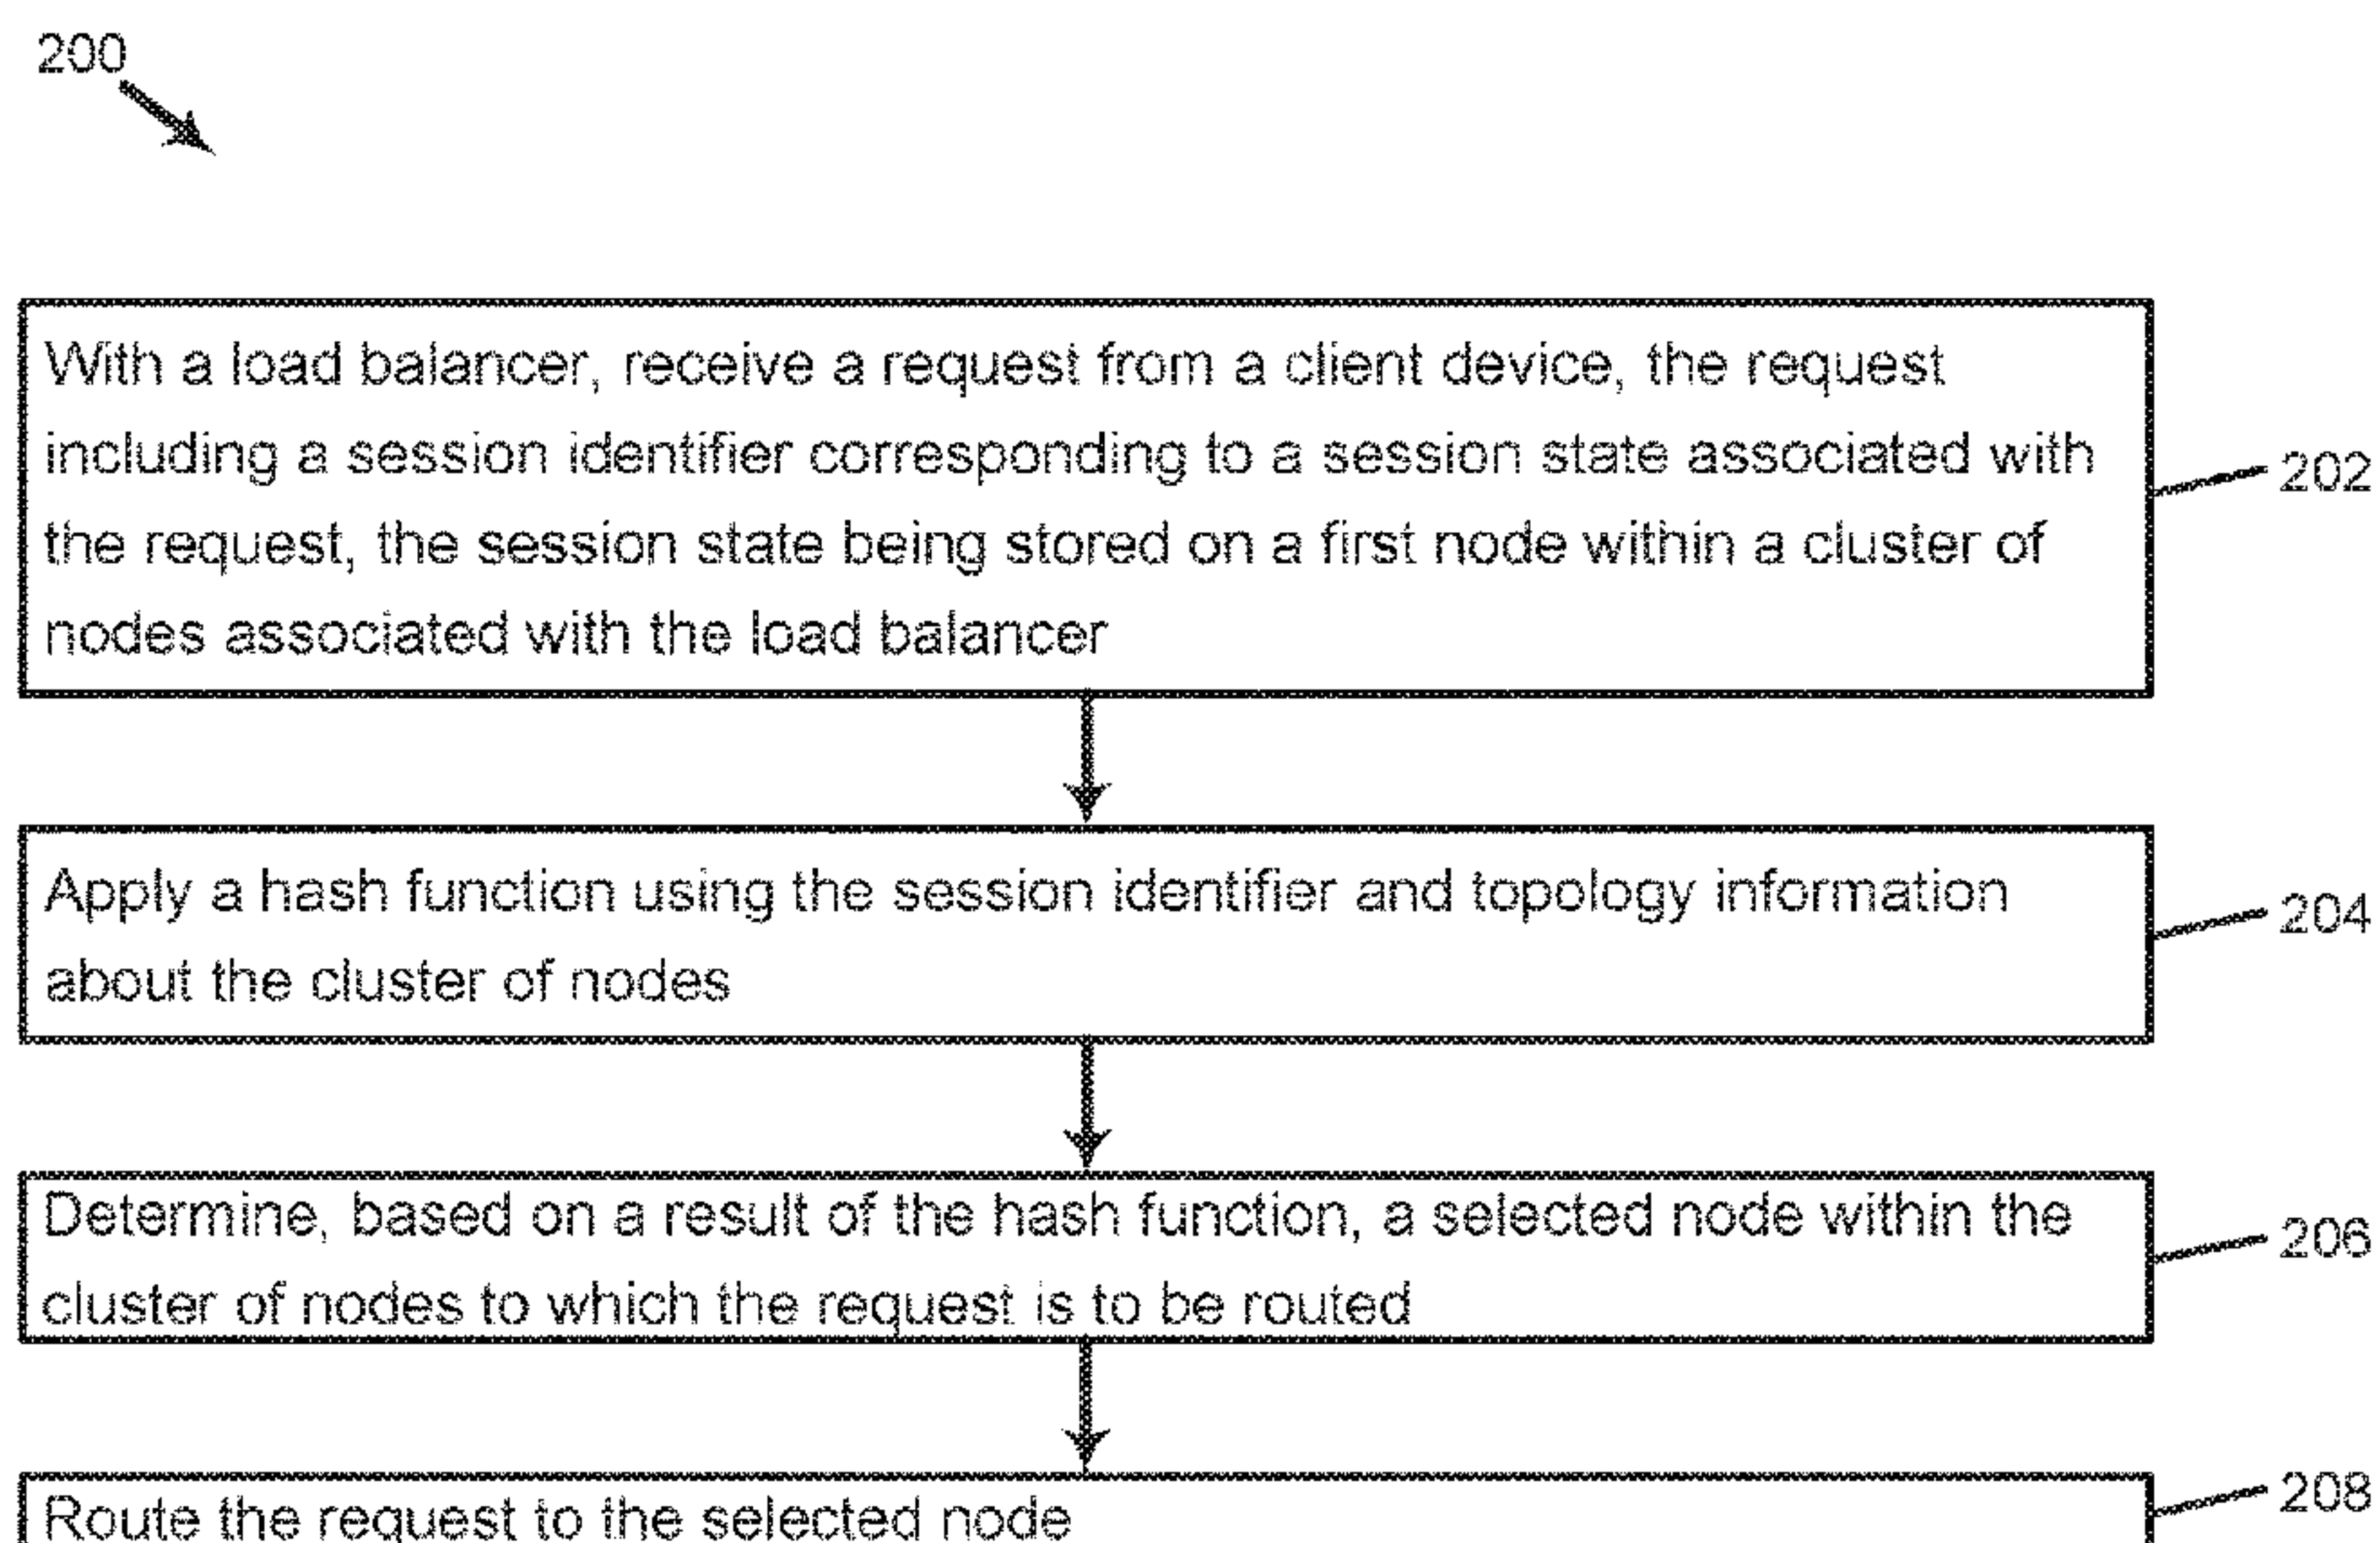 200
With a load balancer, receive a request from a client device, the request
including a session identifier corresponding to a session state associated with
the request, the session state being stored on a first node within a cluster of
nodes associated with the load balancer
202
Apply a hash function using the session identifier and topology information
about the cluster of nodes
204
Determine, based on a result of the hash function, a selected node within the
cluster of nodes to which the request is to be routed
206
Route the request to the selected node
208